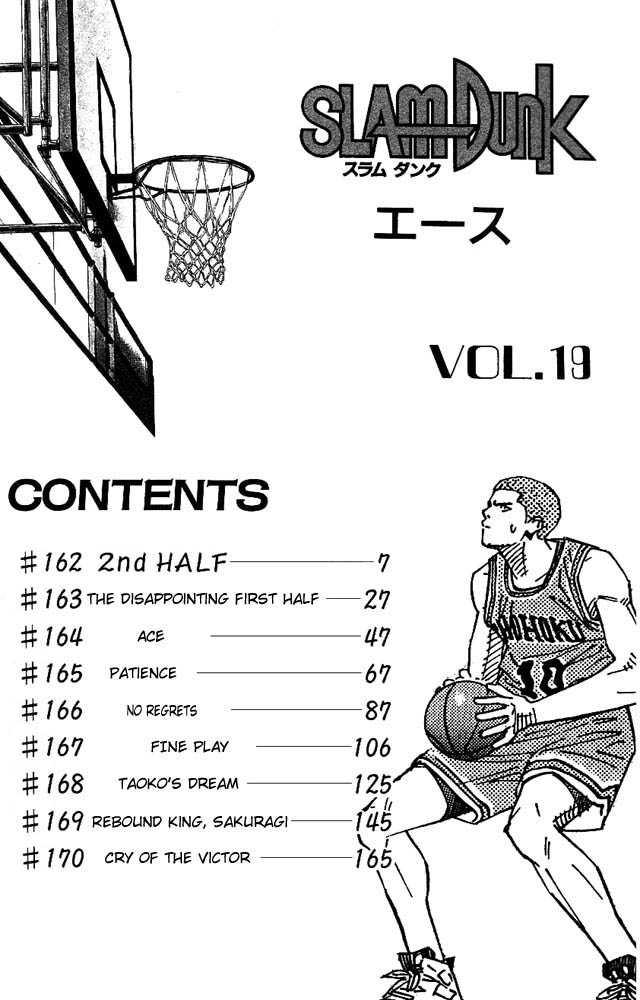 SLAM DUNK
スラム ダンク
エース
VOL.19
CONTENTS
#162 2nd HALF 7
#163 THE DISAPPOINTING FIRST HALF 27
#164 ACE 47
#165 PATIENCE 67
#166 NO REGRETS 87
#167 FINE PLAY 106
#168 TAOKO'S DREAM 125
#169 REBOUND KING, SAKURAGI 145
#170 CRY OF THE VICTOR 165
SHOHOKU
10